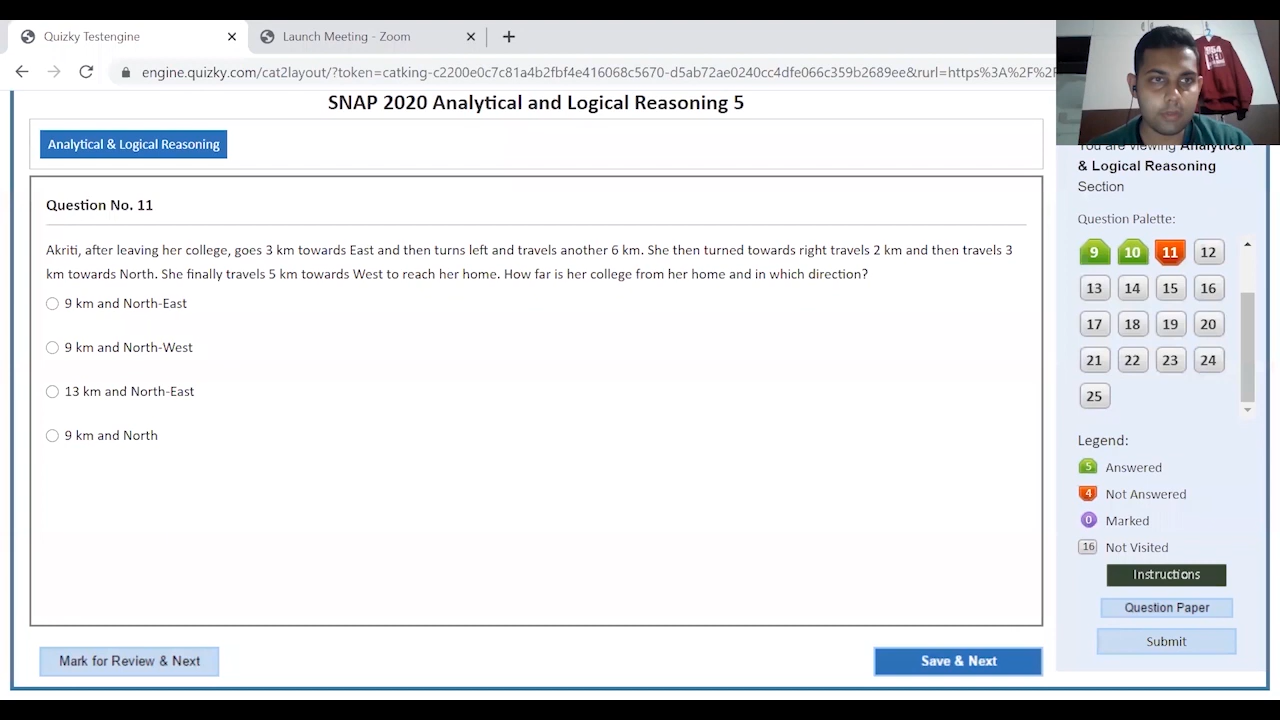 Quizky Testengine
Launch Meeting - Zoom
engine.quizky.com/cat2layout/?token=catking-c2200e0c7c81a4b2fbf4e416068c5670-d5ab72ae0240cc4dfe066c359b2689ee&rurl=https%3A%2F%2F
SNAP 2020 Analytical and Logical Reasoning 5
Analytical & Logical Reasoning
You are viewing Analytical
& Logical Reasoning
Section
Question No. 11
Akriti, after leaving her college, goes 3 km towards East and then turns left and travels another 6 km. She then turned towards right travels 2 km and then travels 3
km towards North. She finally travels 5 km towards West to reach her home. How far is her college from her home and in which direction?
9 km and North-East
9 km and North-West
13 km and North-East
9 km and North
Question Palette:
9 10 11 12
13 14 15 16
17 18 19 20
21 22 23 24
25
Legend:
5 Answered
4 Not Answered
0 Marked
16 Not Visited
Instructions
Question Paper
Submit
Mark for Review & Next
Save & Next